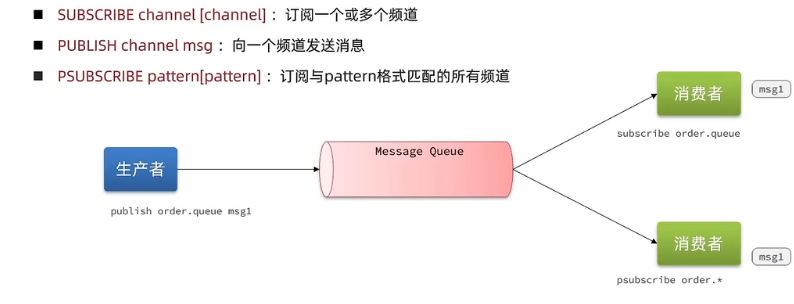 SUBSCRIBE channel [channel] ：订阅一个或多个频道
PUBLISH channel msg ：向一个频道发送消息
PSUBSCRIBE pattern[pattern] ：订阅与pattern格式匹配的所有频道
消费者
msg1
subscribe order.queue
Message Queue
生产者
publish order.queue msg1
消费者
msg1
psubscribe order.*